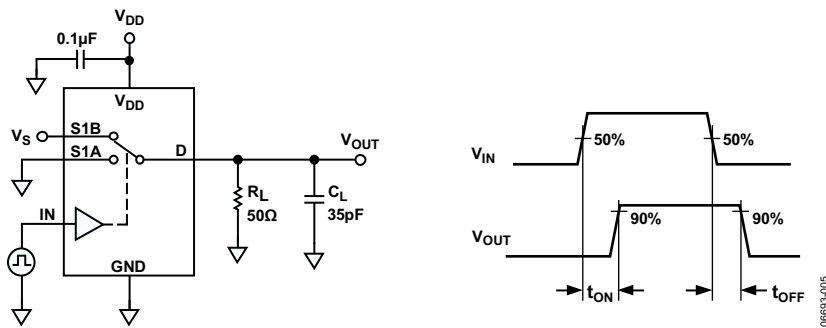 VDD
0.1µF
VDD
VS
S1B
S1A
D
VOUT
IN
RL
50Ω
CL
35pF
GND
VIN
50%
50%
VOUT
90%
90%
tON
tOFF
06693-005